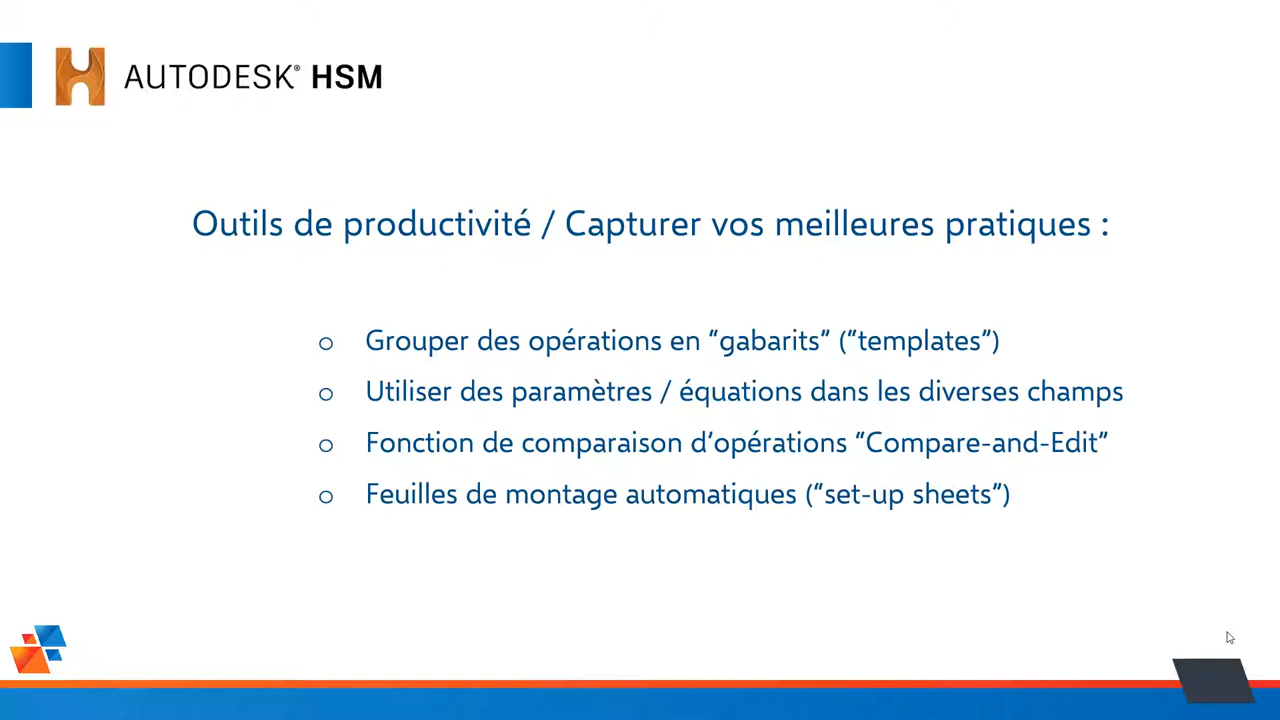 AUTODESK® HSM
Outils de productivité / Capturer vos meilleures pratiques :
o Grouper des opérations en “gabarits” (“templates”)
o Utiliser des paramètres / équations dans les diverses champs
o Fonction de comparaison d’opérations “Compare-and-Edit”
o Feuilles de montage automatiques (“set-up sheets”)